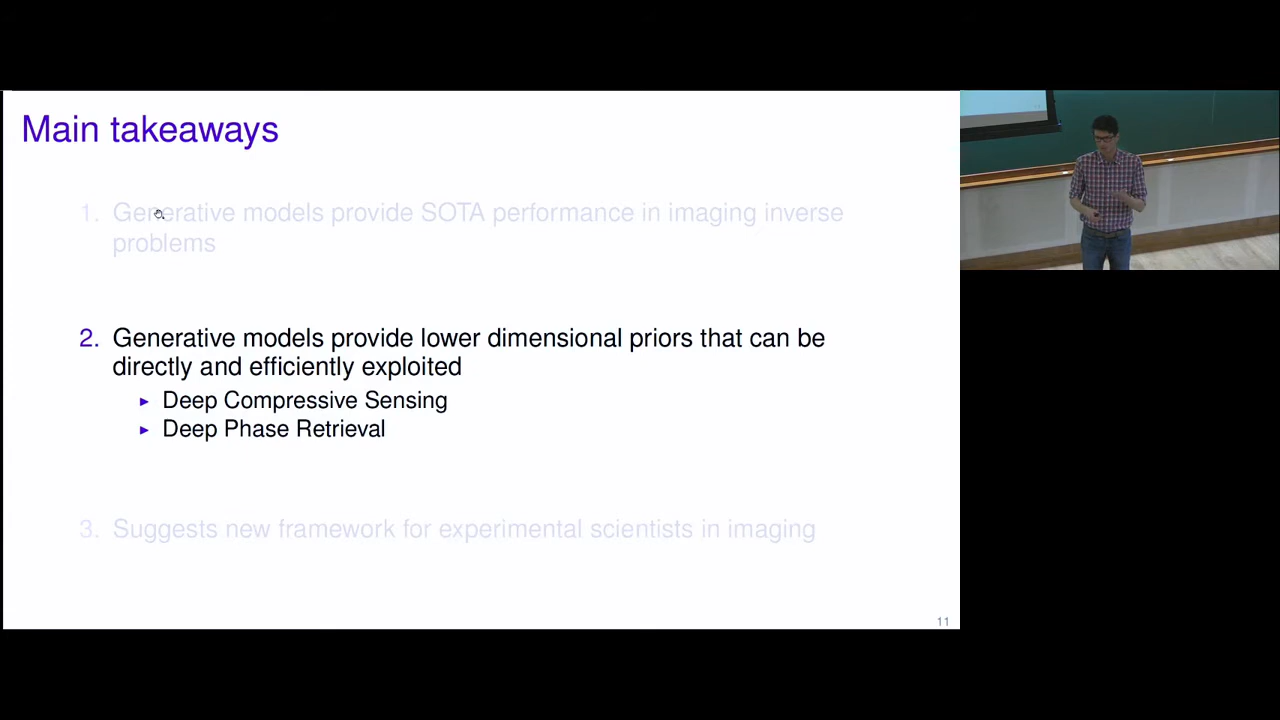 Main takeaways
1. Generative models provide SOTA performance in imaging inverse
problems
2. Generative models provide lower dimensional priors that can be
directly and efficiently exploited
▸ Deep Compressive Sensing
▸ Deep Phase Retrieval
3. Suggests new framework for experimental scientists in imaging
11